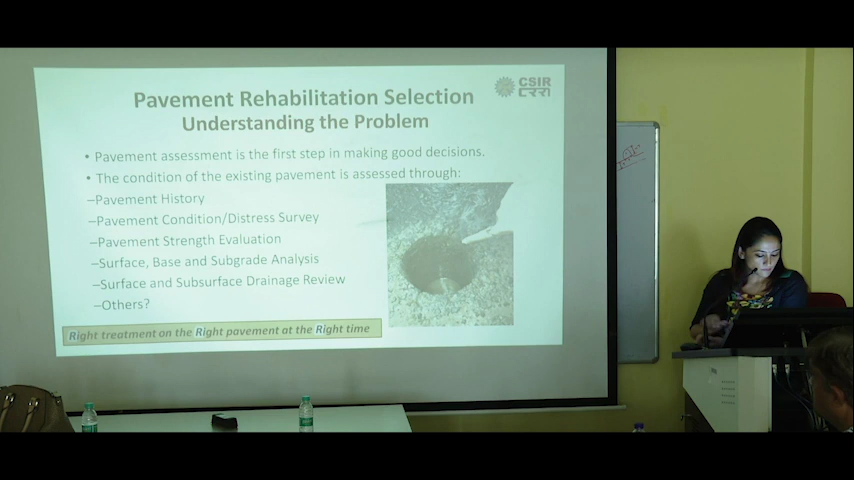 CSIR
Pavement Rehabilitation Selection
Understanding the Problem
• Pavement assessment is the first step in making good decisions.
• The condition of the existing pavement is assessed through:
–Pavement History
–Pavement Condition/Distress Survey
–Pavement Strength Evaluation
–Surface, Base and Subgrade Analysis
–Surface and Subsurface Drainage Review
–Others?
Right treatment on the Right pavement at the Right time